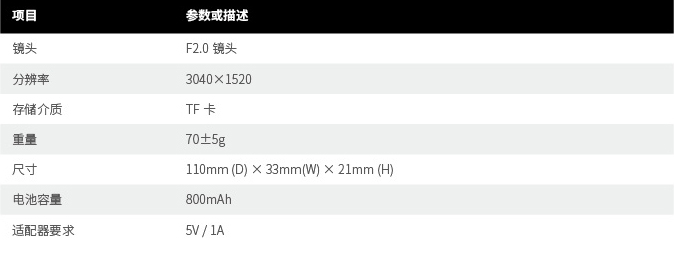 项目 参数或描述
镜头 F2.0 镜头
分辨率 3040×1520
存储介质 TF 卡
重量 70±5g
尺寸 110mm (D) × 33mm(W) × 21mm (H)
电池容量 800mAh
适配器要求 5V / 1A